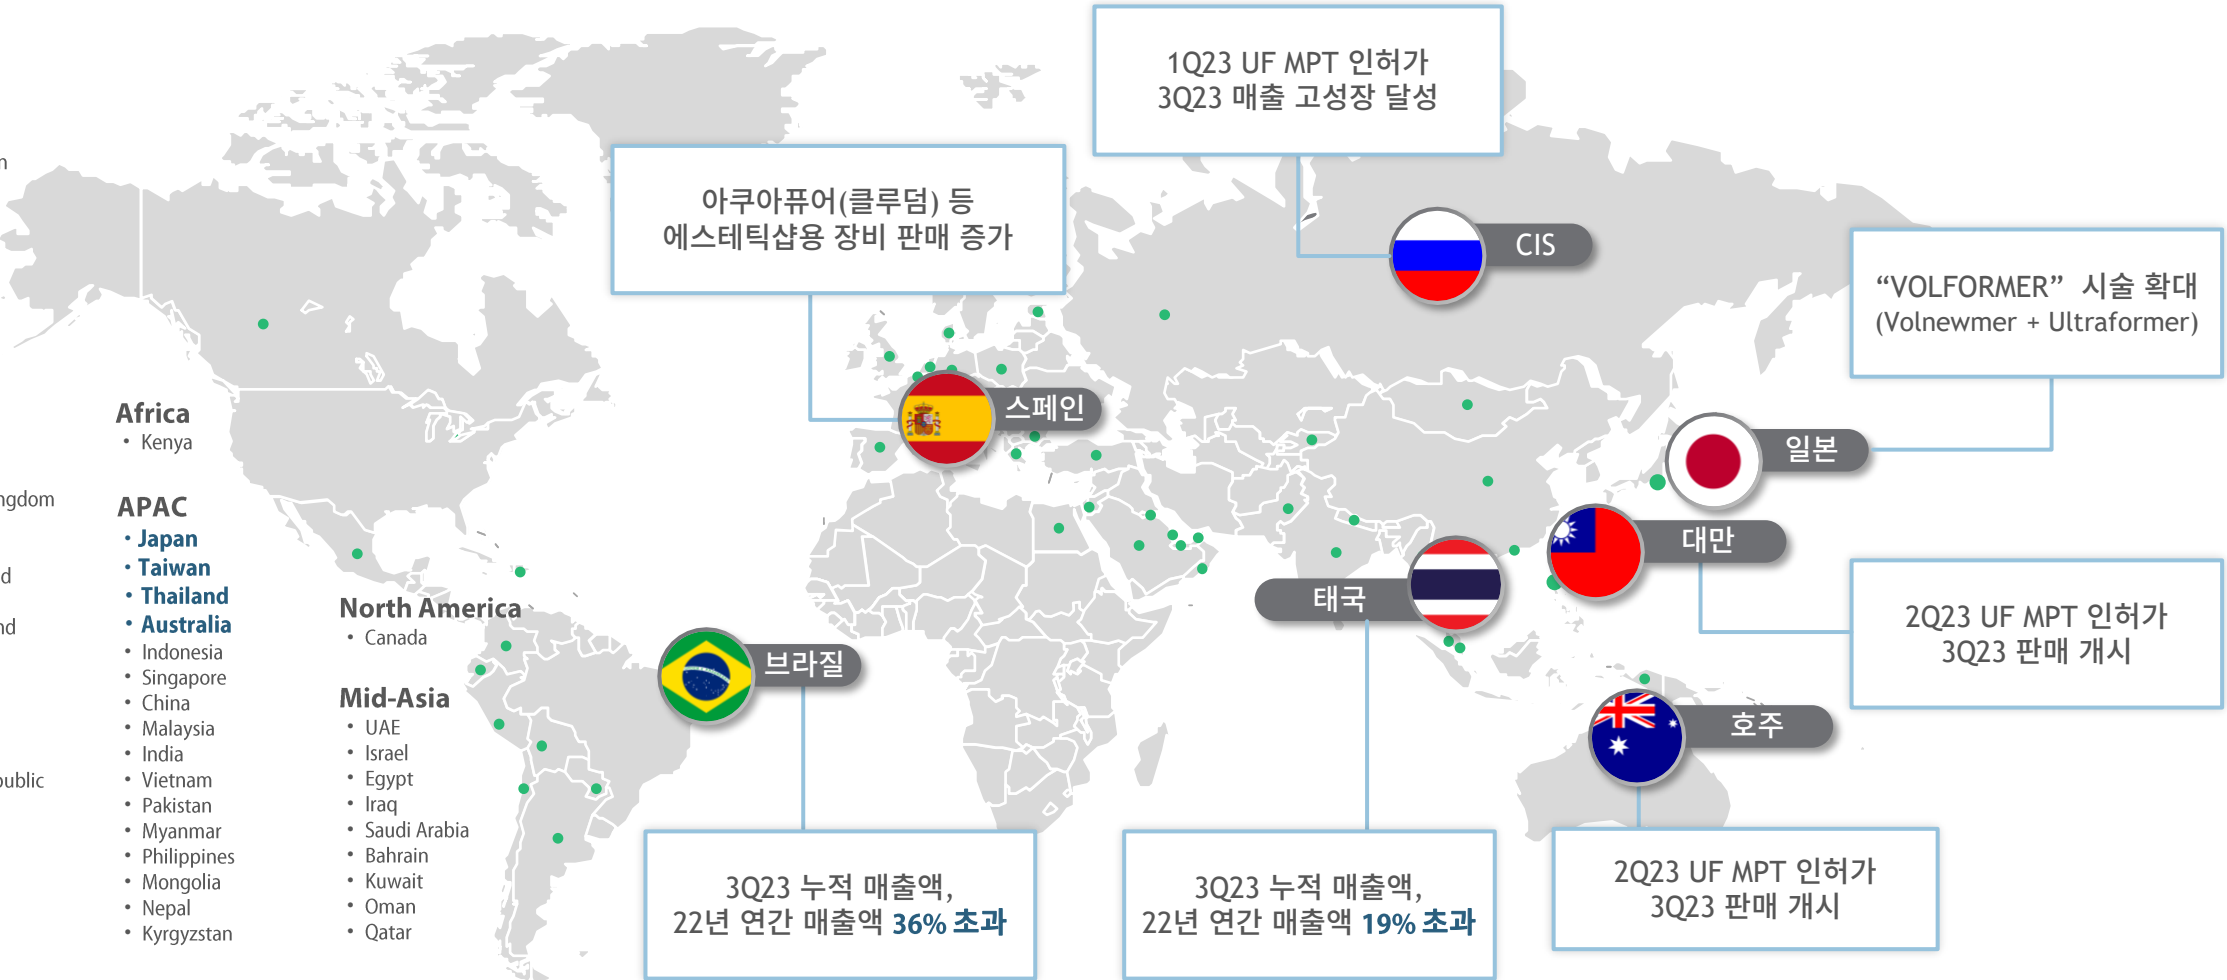 1Q23 UF MPT 인허가
3Q23 매출 고성장 달성
아쿠아퓨어(클루덤) 등
에스테틱샵용 장비 판매 증가
CIS
“VOLFORMER” 시술 확대
(Volnewmer + Ultraformer)
스페인
일본
대만
2Q23 UF MPT 인허가
3Q23 판매 개시
태국
브라질
호주
3Q23 누적 매출액,
22년 연간 매출액 36% 초과
3Q23 누적 매출액,
22년 연간 매출액 19% 초과
2Q23 UF MPT 인허가
3Q23 판매 개시
Africa
• Kenya
APAC
• Japan
• Taiwan
• Thailand
• Australia
• Indonesia
• Singapore
• China
• Malaysia
• India
• Vietnam
• Pakistan
• Myanmar
• Philippines
• Mongolia
• Nepal
• Kyrgyzstan
North America
• Canada
Mid-Asia
• UAE
• Israel
• Egypt
• Iraq
• Saudi Arabia
• Bahrain
• Kuwait
• Oman
• Qatar